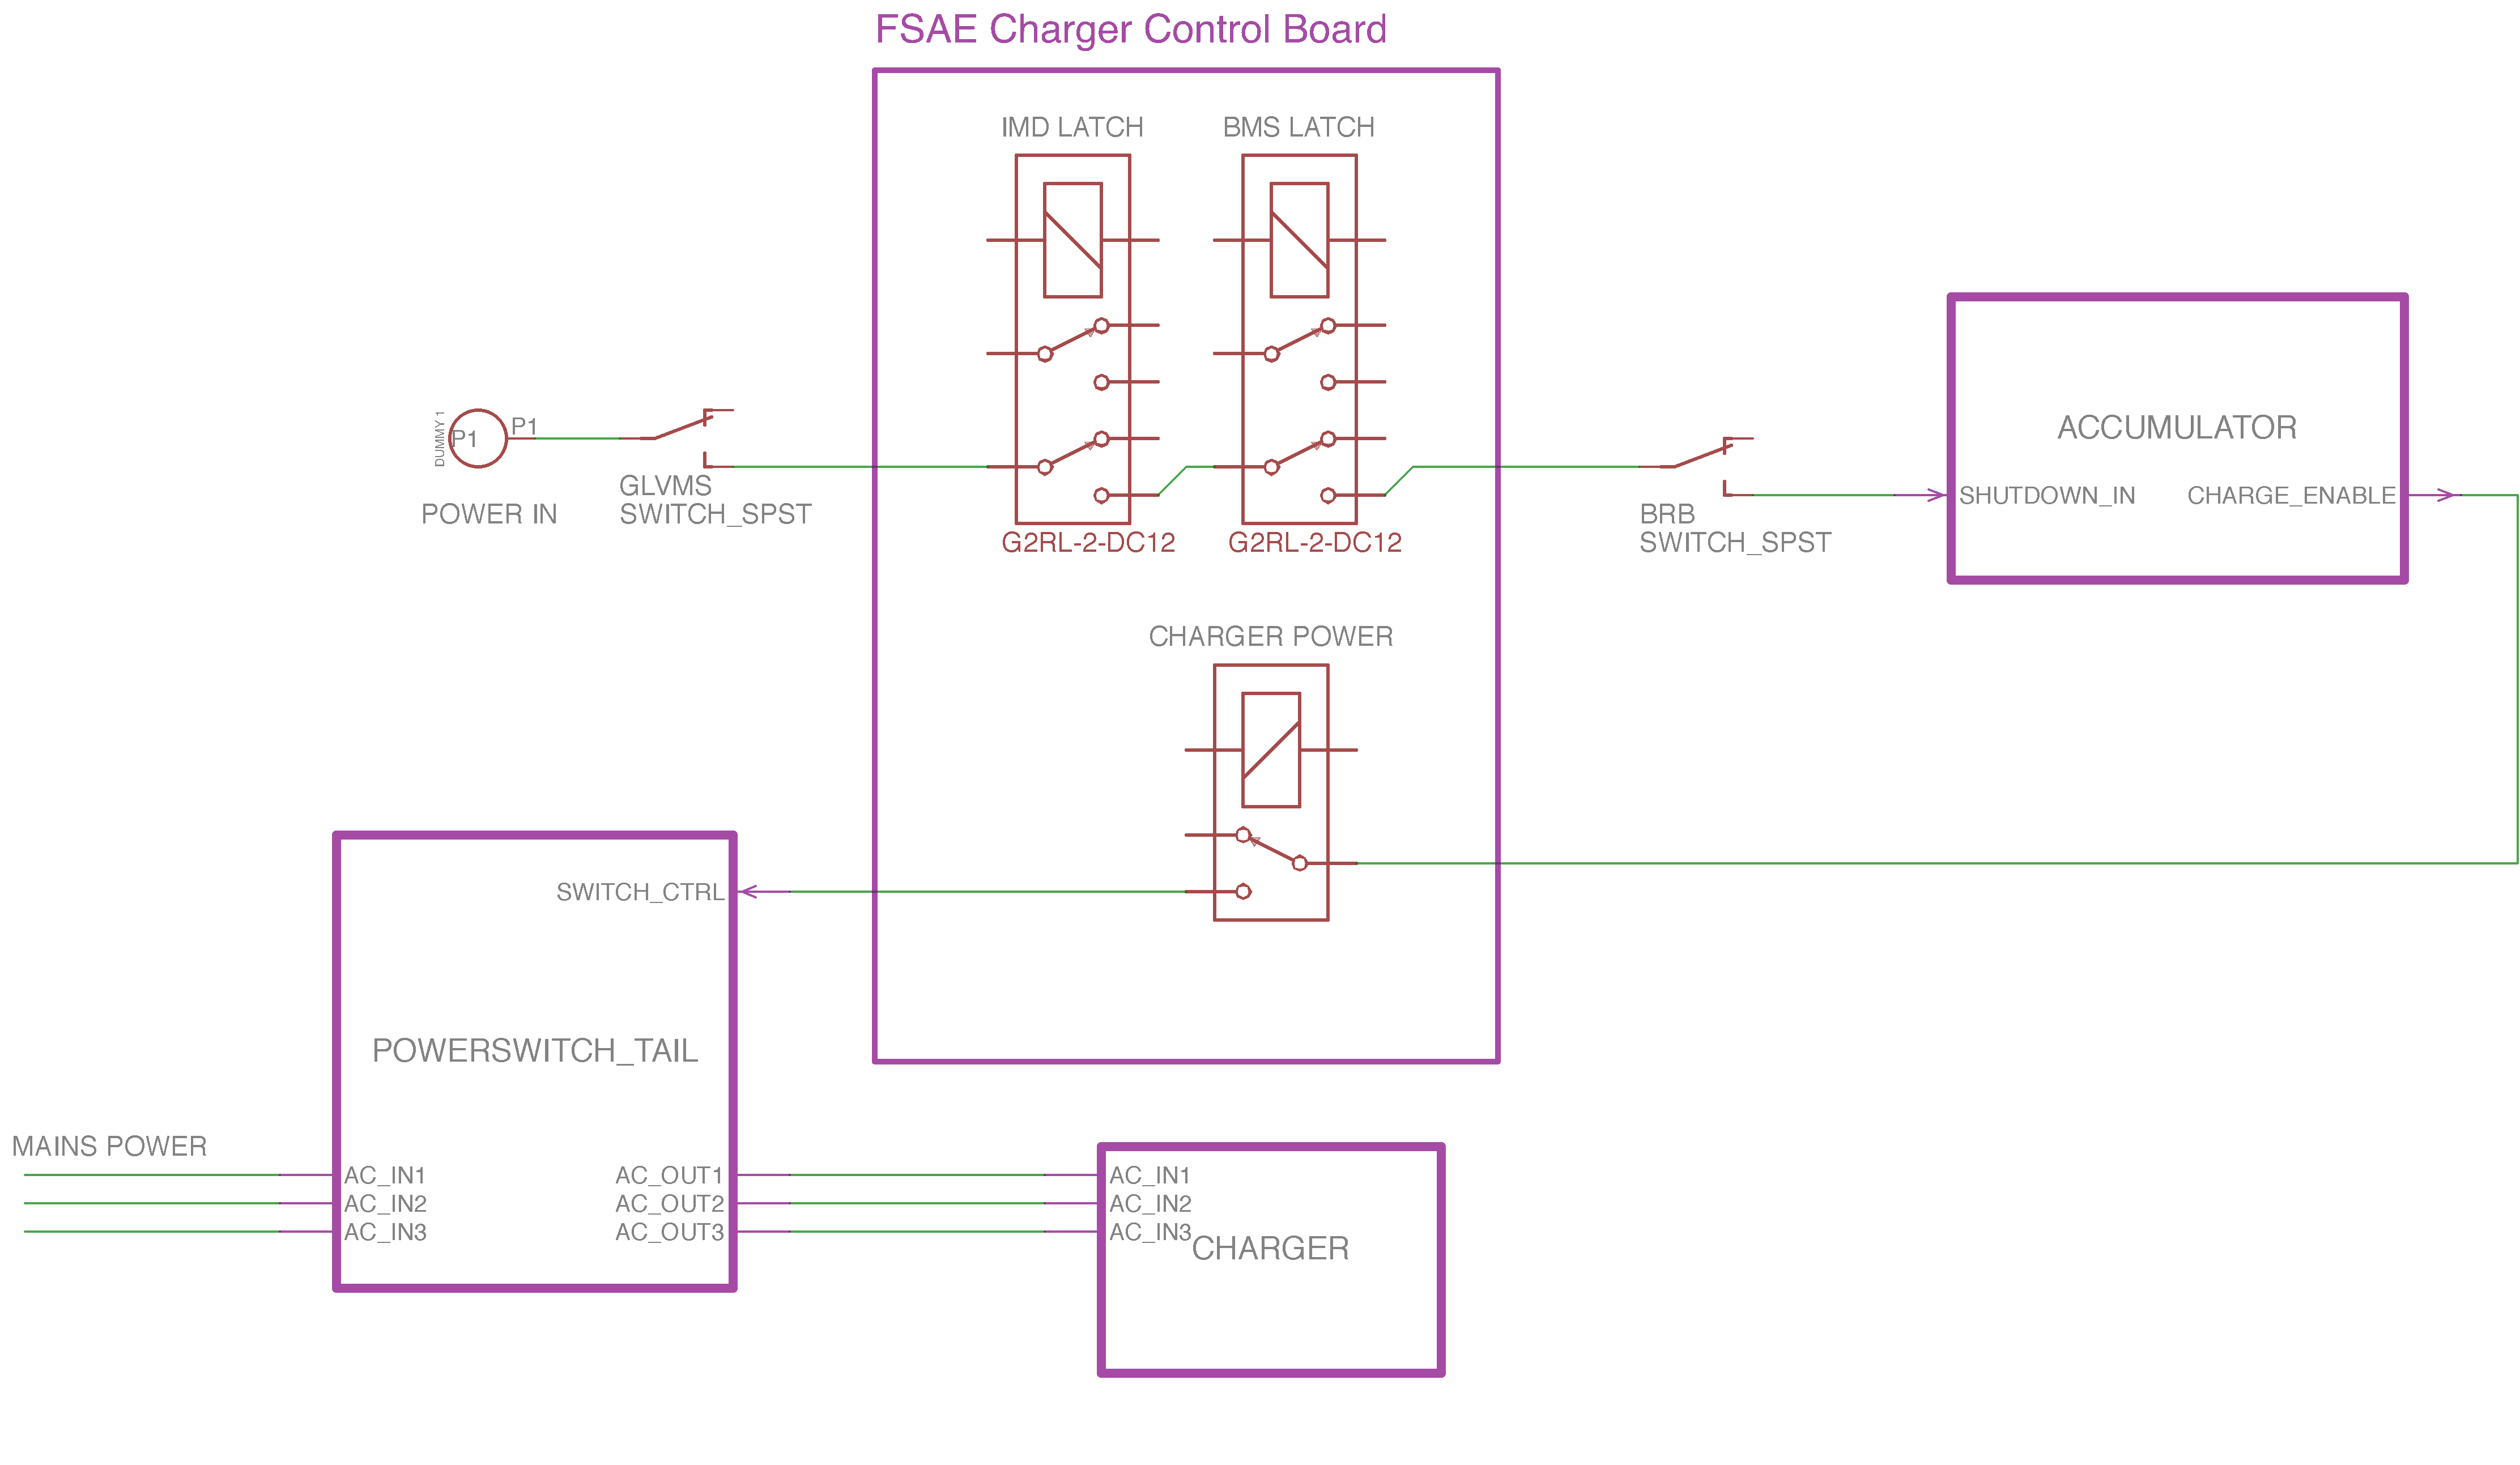 FSAE Charger Control Board
IMD LATCH
BMS LATCH
DUMMY 1
P1
P1
POWER IN
GLVMS
SWITCH_SPST
G2RL-2-DC12
G2RL-2-DC12
BRB
SWITCH_SPST
ACCUMULATOR
SHUTDOWN_IN
CHARGE_ENABLE
CHARGER POWER
SWITCH_CTRL
POWERSWITCH_TAIL
MAINS POWER
AC_IN1
AC_IN2
AC_IN3
AC_OUT1
AC_OUT2
AC_OUT3
AC_IN1
AC_IN2
AC_IN3
CHARGER